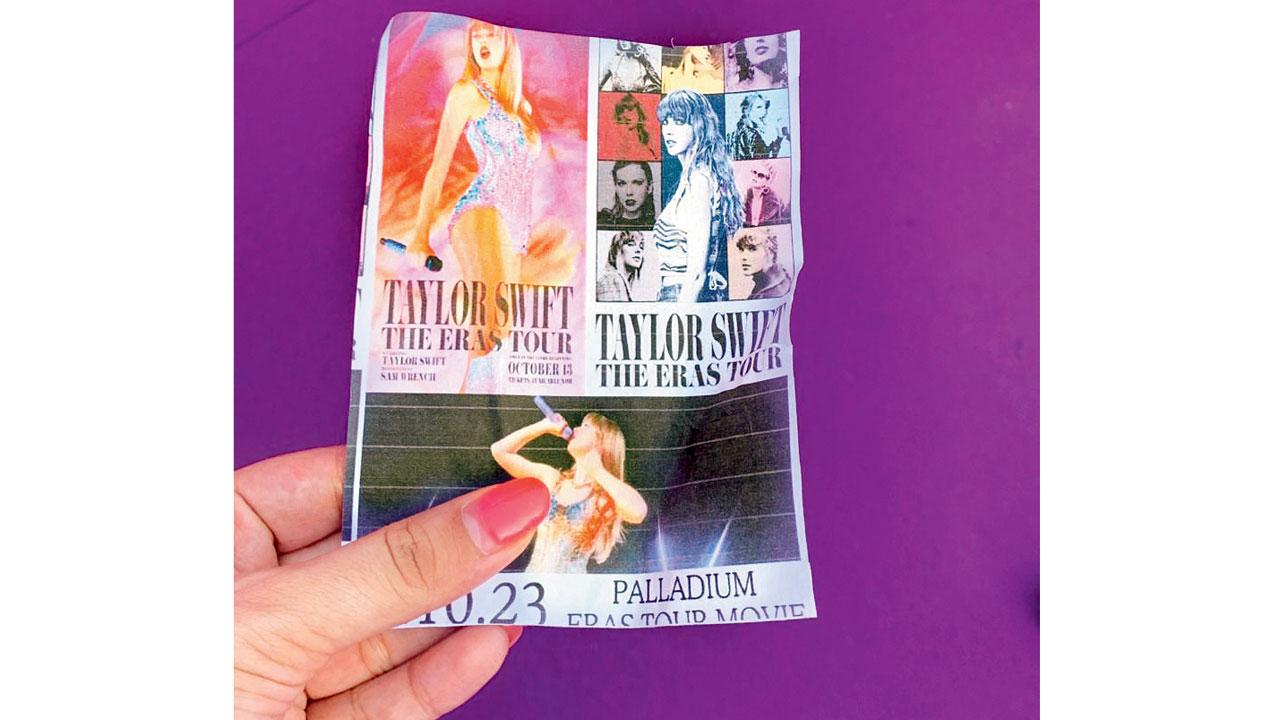 TAYLOR SWIFT
THE ERAS TOUR
TAYLOR SWIFT
SAM WRENCH
OCTOBER 13
TICKETS AVAILABLE NOW
TAYLOR SWIFT
THE ERAS TOUR
10.23
PALLADIUM
ERAS TOUR MOVIE